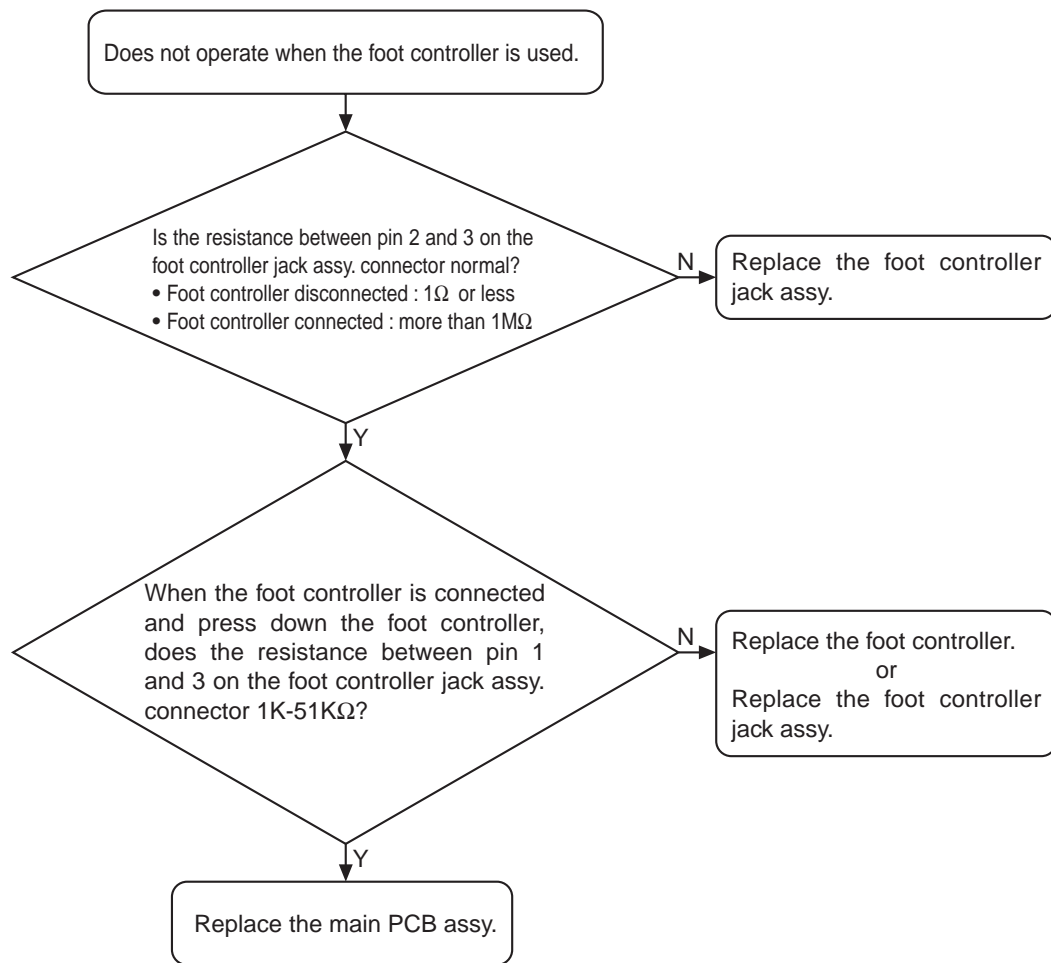 Does not operate when the foot controller is used.
Is the resistance between pin 2 and 3 on the
foot controller jack assy. connector normal?
• Foot controller disconnected : 1Ω or less
• Foot controller connected : more than 1MΩ
N
Replace the foot controller
jack assy.
Y
When the foot controller is connected
and press down the foot controller,
does the resistance between pin 1
and 3 on the foot controller jack assy.
connector 1K-51KΩ?
N
Replace the foot controller.
or
Replace the foot controller
jack assy.
Y
Replace the main PCB assy.